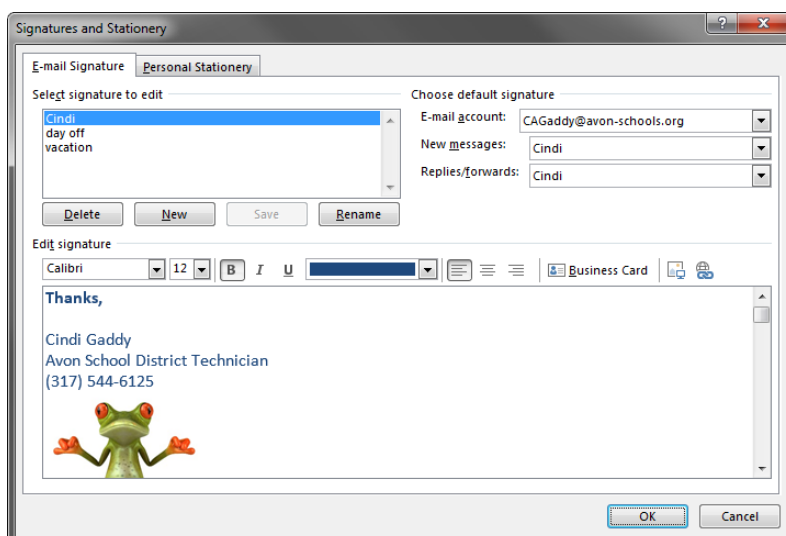 Signatures and Stationery
E-mail Signature Personal Stationery
Select signature to edit
Cindi
day off
vacation
Delete New Save Rename
Choose default signature
E-mail account: CAGaddy@avon-schools.org
New messages: Cindi
Replies/forwards: Cindi
Edit signature
Calibri 12 B I U Business Card
Thanks,
Cindi Gaddy
Avon School District Technician
(317) 544-6125
OK Cancel